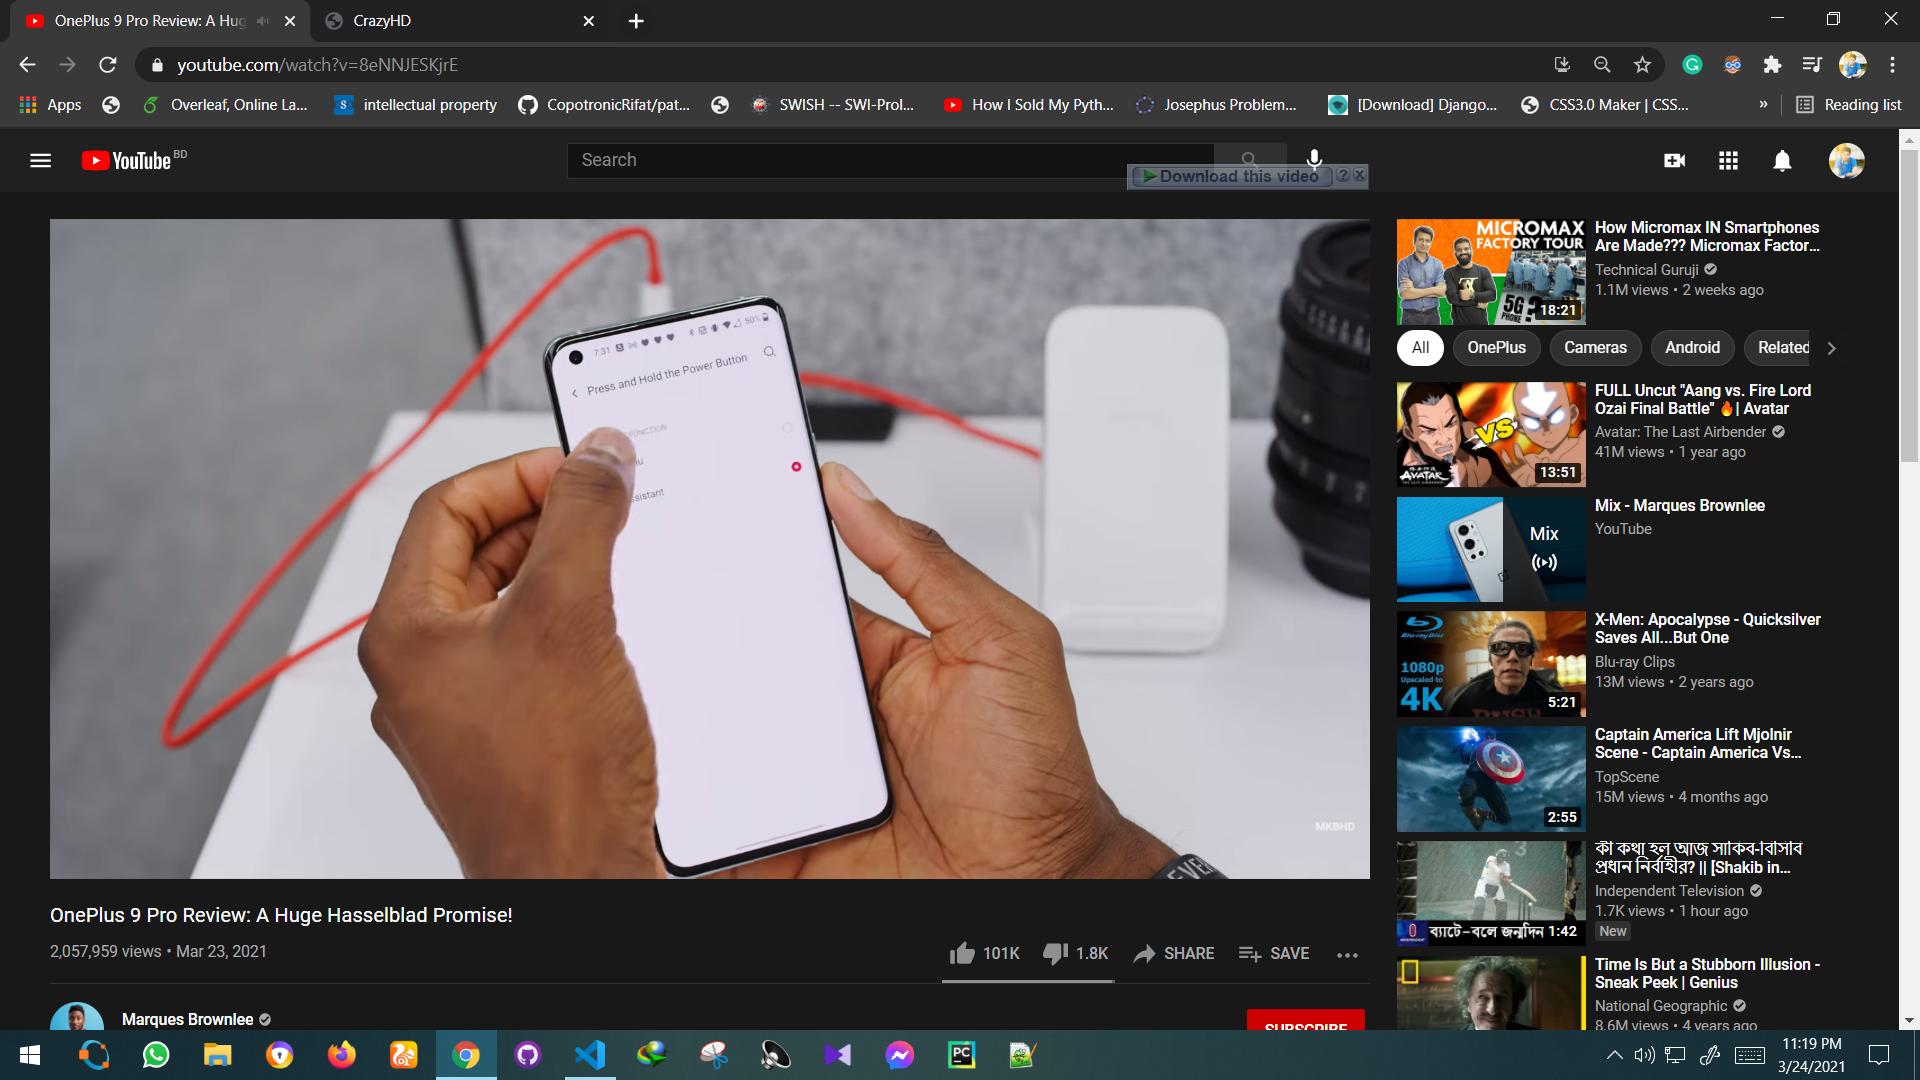 OnePlus 9 Pro Review: A Hug
CrazyHD
youtube.com/watch?v=8eNNJESKjrE
Apps
Overleaf, Online La...
intellectual property
CopotronicRifat/pat...
SWISH -- SWI-Prol...
How I Sold My Pyth...
Josephus Problem...
[Download] Django...
CSS3.0 Maker | CSS...
»
Reading list
YouTube BD
Search
Download this video
7:31
50%
Press and Hold the Power Button
FUNCTION
nu
sistant
MKBHD
OnePlus 9 Pro Review: A Huge Hasselblad Promise!
2,057,959 views • Mar 23, 2021
101K
1.8K
SHARE
SAVE
Marques Brownlee
SUBSCRIBE
MICROMAX
FACTORY TOUR
5G ?
PHONE
18:21
How Micromax IN Smartphones
Are Made??? Micromax Factor...
Technical Guruji
1.1M views • 2 weeks ago
All
OnePlus
Cameras
Android
Related
VS
AVATAR
13:51
FULL Uncut "Aang vs. Fire Lord
Ozai Final Battle" 🔥| Avatar
Avatar: The Last Airbender
41M views • 1 year ago
Mix
Mix - Marques Brownlee
YouTube
Blu-ray Disc
1080p
Upscaled to
4K
5:21
X-Men: Apocalypse - Quicksilver
Saves All...But One
Blu-ray Clips
13M views • 2 years ago
2:55
Captain America Lift Mjolnir
Scene - Captain America Vs...
TopScene
15M views • 4 months ago
3
ব্যাটে-বলে জন্মদিন 1:42
কী কথা হল আজ সাকিব-বিসিবি
প্রধান নির্বাহীর? || [Shakib in...
Independent Television
1.7K views • 1 hour ago
New
Time Is But a Stubborn Illusion -
Sneak Peek | Genius
National Geographic
8.6M views • 4 years ago
PC
11:19 PM
3/24/2021